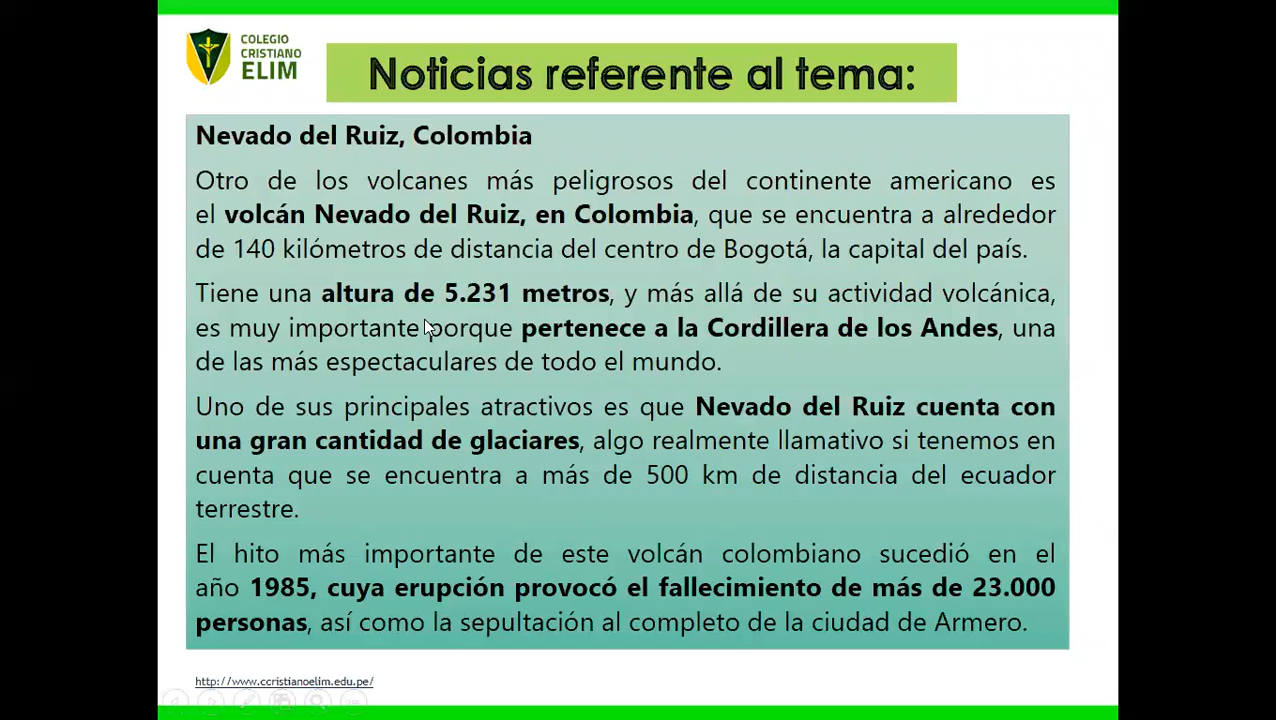 COLEGIO
CRISTIANO
ELIM
Noticias referente al tema:
Nevado del Ruiz, Colombia
Otro de los volcanes más peligrosos del continente americano es
el volcán Nevado del Ruiz, en Colombia, que se encuentra a alrededor
de 140 kilómetros de distancia del centro de Bogotá, la capital del país.
Tiene una altura de 5.231 metros, y más allá de su actividad volcánica,
es muy importante porque pertenece a la Cordillera de los Andes, una
de las más espectaculares de todo el mundo.
Uno de sus principales atractivos es que Nevado del Ruiz cuenta con
una gran cantidad de glaciares, algo realmente llamativo si tenemos en
cuenta que se encuentra a más de 500 km de distancia del ecuador
terrestre.
El hito más importante de este volcán colombiano sucedió en el
año 1985, cuya erupción provocó el fallecimiento de más de 23.000
personas, así como la sepultación al completo de la ciudad de Armero.
http://www.ccristianoelim.edu.pe/